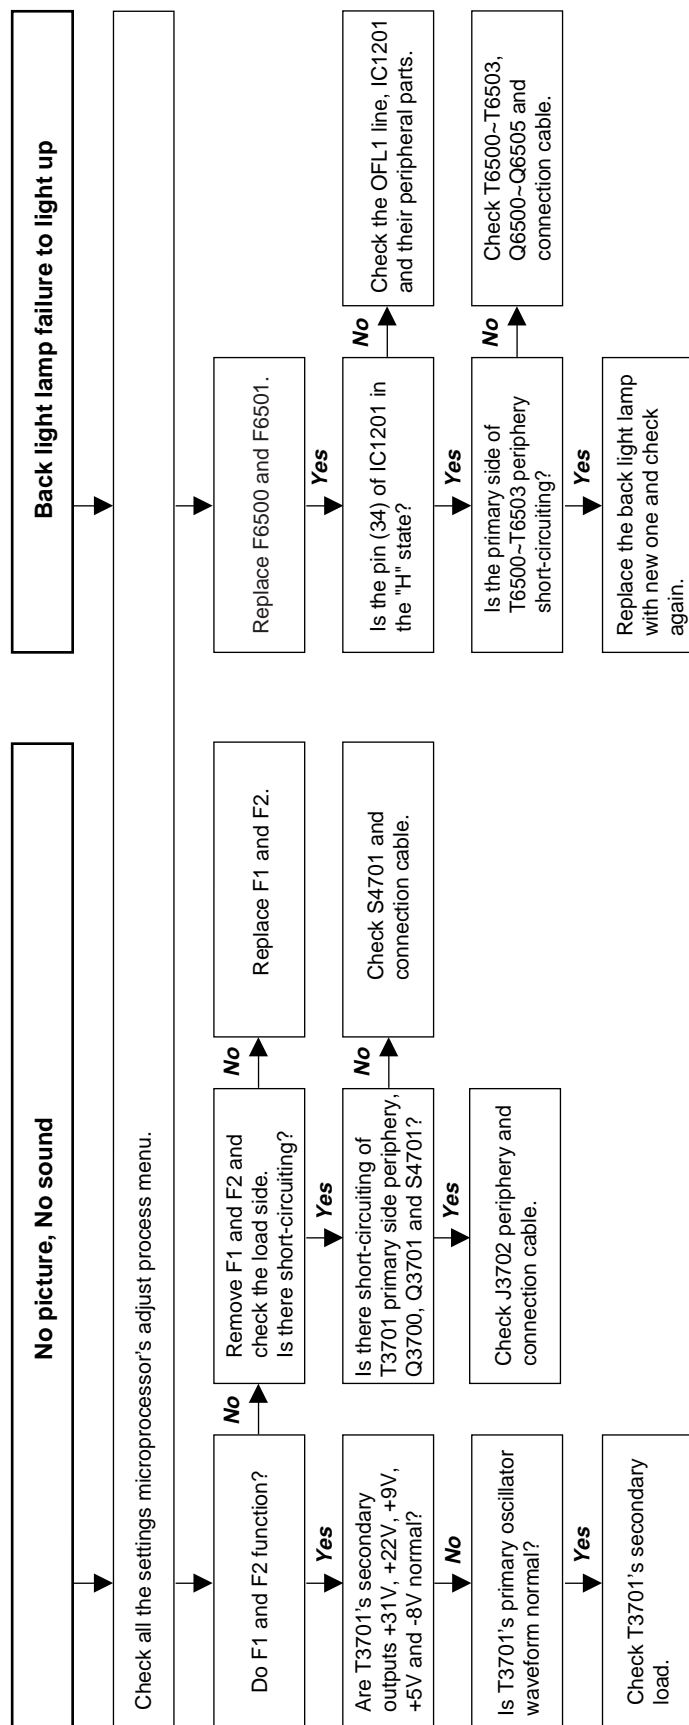 No picture, No sound
Back light lamp failure to light up
Check all the settings microprocessor's adjust process menu.
Do F1 and F2 function?
No
Remove F1 and F2 and
check the load side.
Is there short-circuiting?
No
Replace F1 and F2.
Yes
Are T3701's secondary
outputs +31V, +22V, +9V,
+5V and -8V normal?
No
Is T3701's primary oscillator
waveform normal?
Yes
Check T3701's secondary
load.
Yes
Is there short-circuiting of
T3701 primary side periphery,
Q3700, Q3701 and S4701?
No
Check S4701 and
connection cable.
Yes
Check J3702 periphery and
connection cable.
Replace F6500 and F6501.
Yes
Is the pin (34) of IC1201 in
the "H" state?
No
Check the OFL1 line, IC1201
and their peripheral parts.
Yes
Is the primary side of
T6500~T6503 periphery
short-circuiting?
No
Check T6500~T6503,
Q6500~Q6505 and
connection cable.
Yes
Replace the back light lamp
with new one and check
again.